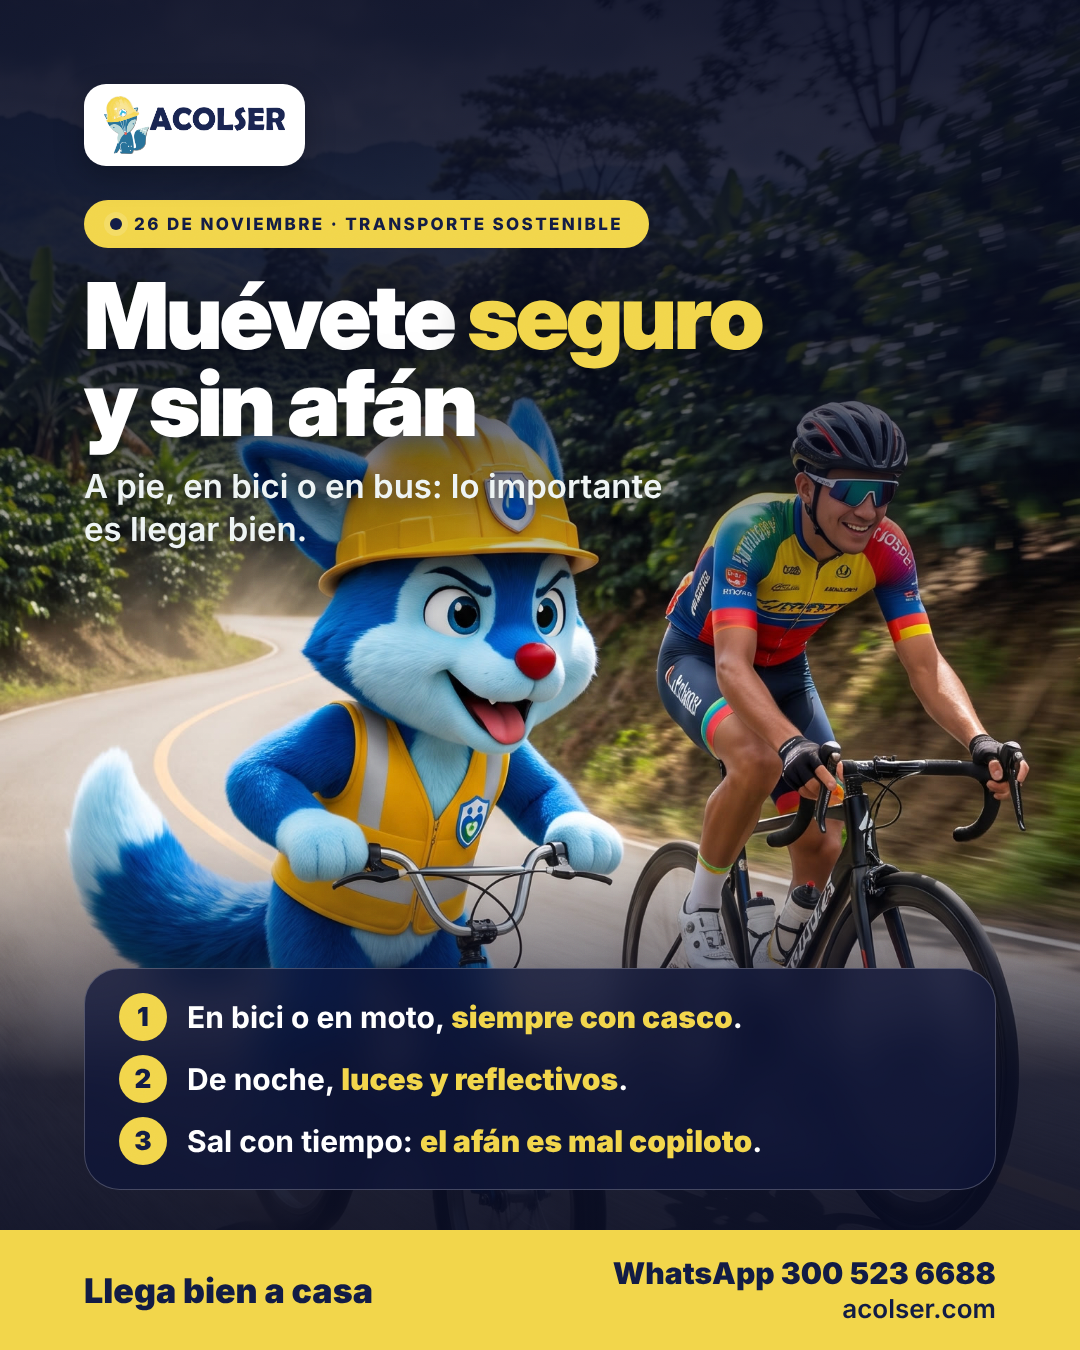 ACOLSER
26 DE NOVIEMBRE · TRANSPORTE SOSTENIBLE
Muévete seguro
y sin afán
A pie, en bici o en bus: lo importante
es llegar bien.
1 En bici o en moto, siempre con casco.
2 De noche, luces y reflectivos.
3 Sal con tiempo: el afán es mal copiloto.
Llega bien a casa
WhatsApp 300 523 6688
acolser.com